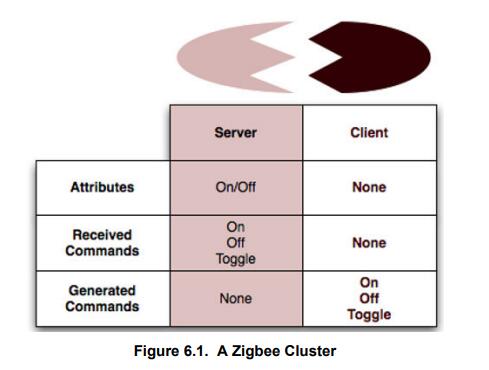 Server Client
Attributes On/Off None
Received Commands On Off Toggle None
Generated Commands None On Off Toggle
Figure 6.1. A Zigbee Cluster